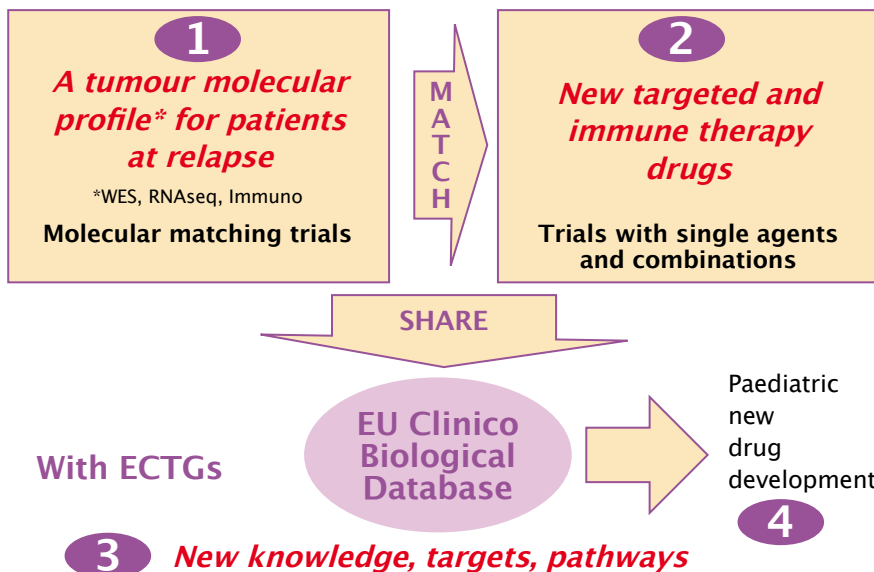 1
A tumour molecular
profile* for patients
at relapse
*WES, RNAseq, Immuno
Molecular matching trials
MATCH
2
New targeted and
immune therapy
drugs
Trials with single agents
and combinations
SHARE
EU Clinico
Biological
Database
With ECTGs
Paediatric
new
drug
development
4
3 New knowledge, targets, pathways